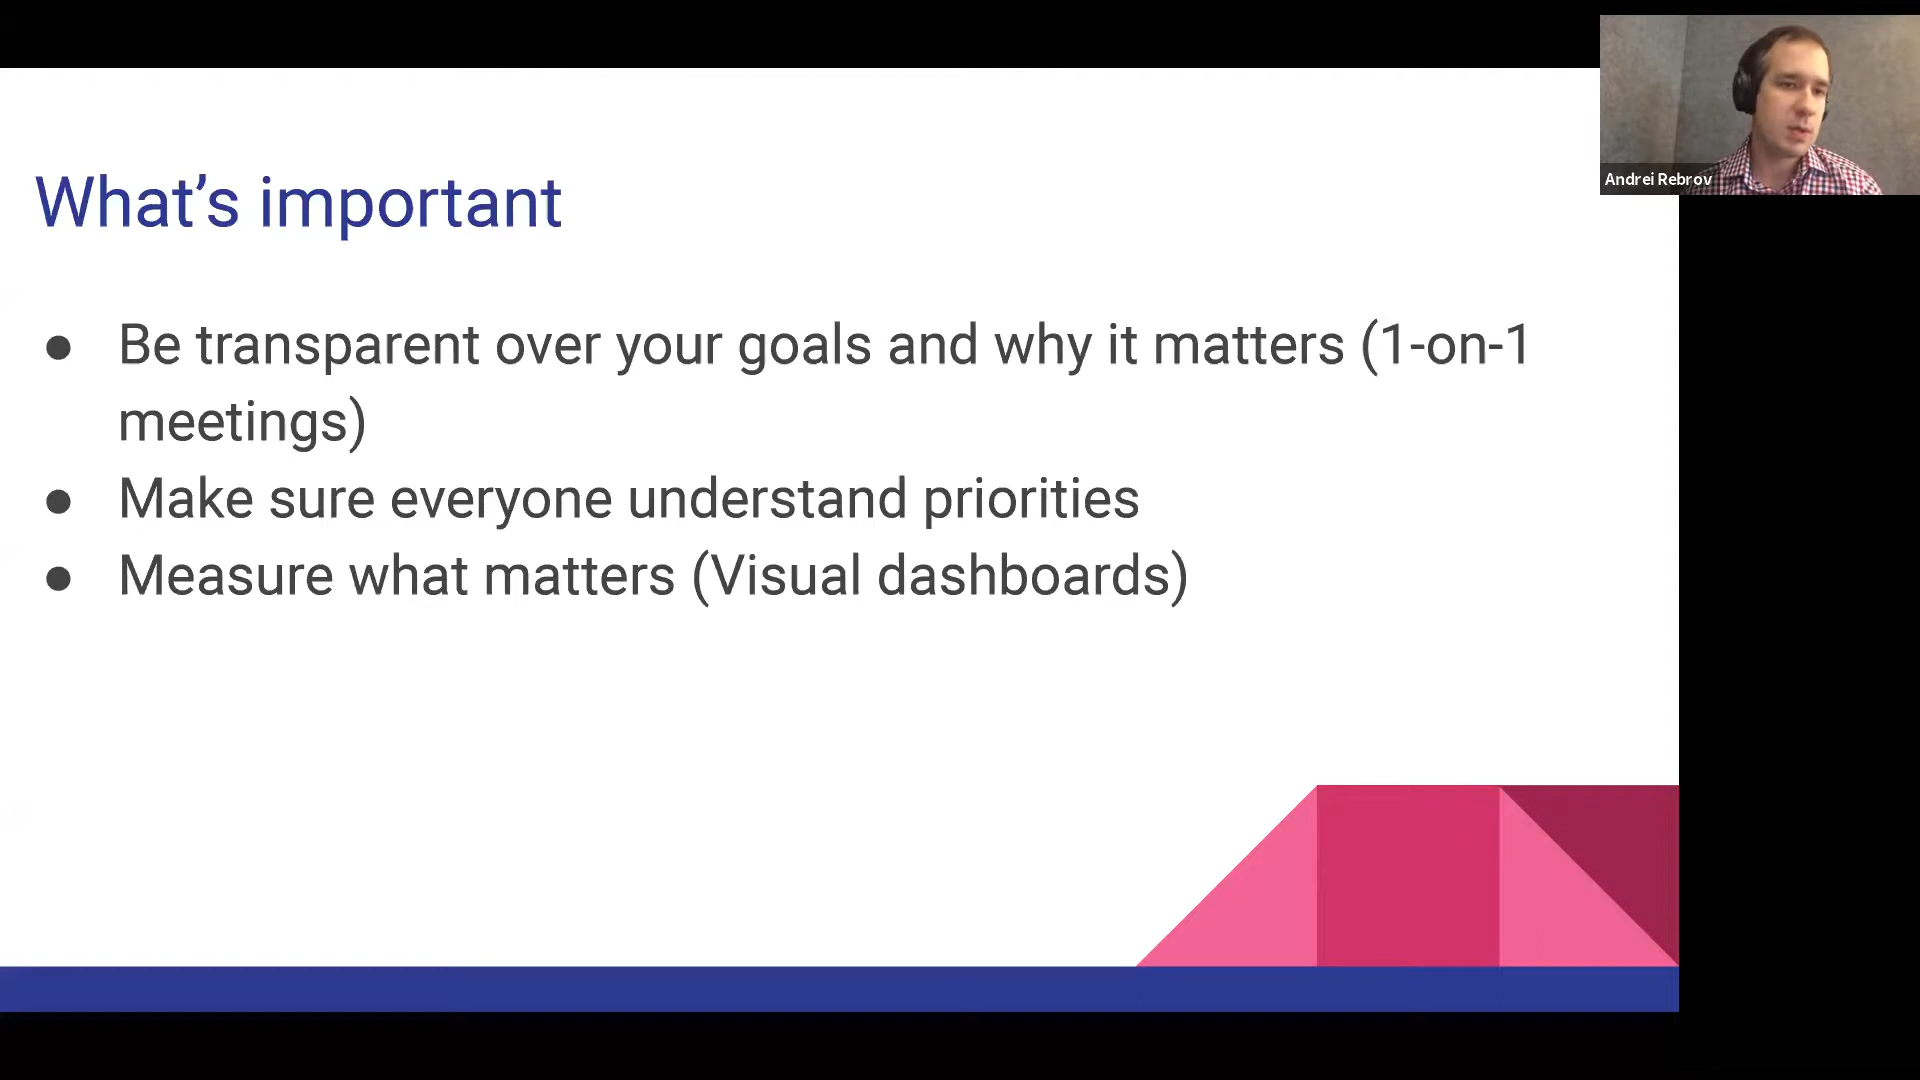 What’s important
● Be transparent over your goals and why it matters (1-on-1
meetings)
● Make sure everyone understand priorities
● Measure what matters (Visual dashboards)
Andrei Rebrov